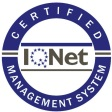 CERTIFIED
IQNet
MANAGEMENT SYSTEM